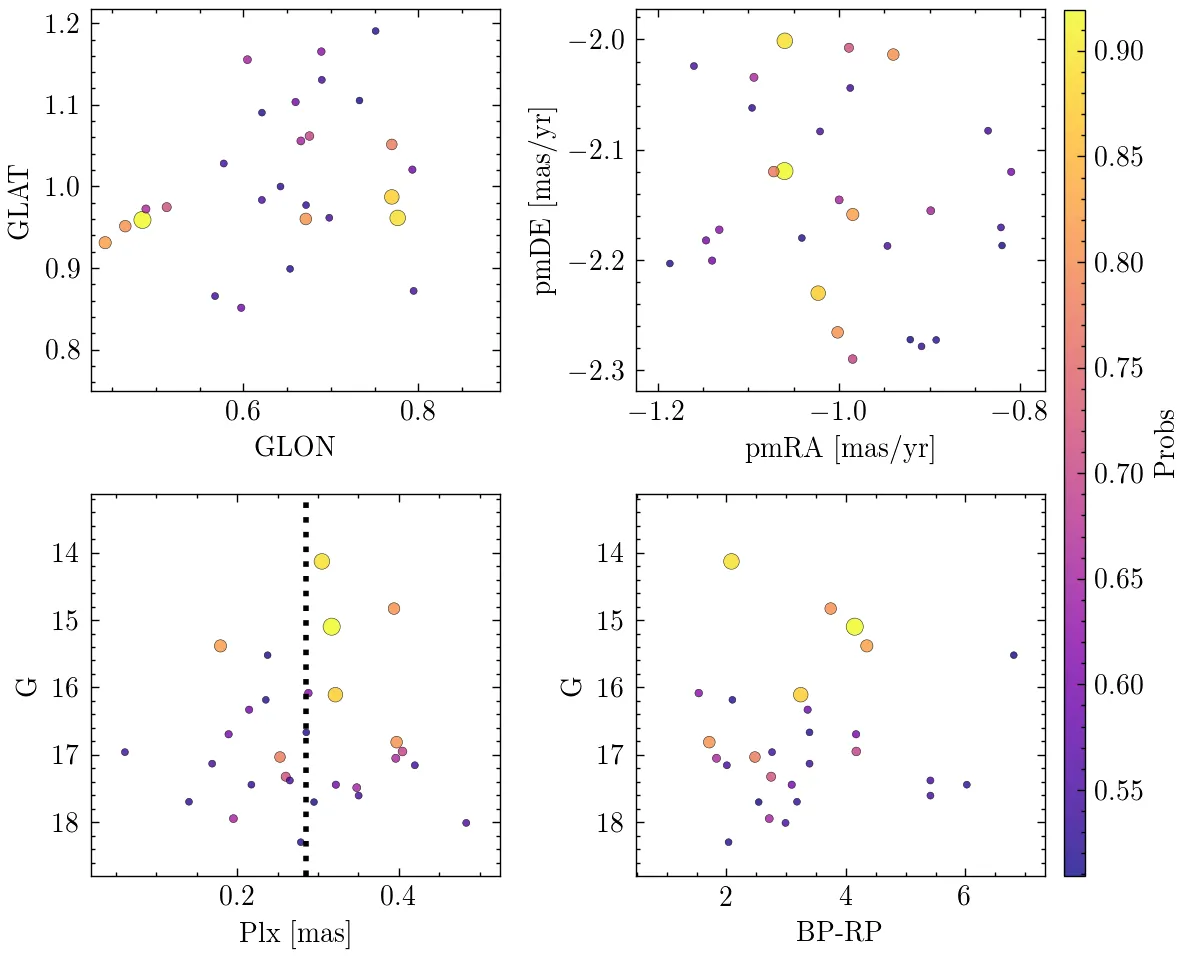 1.2
1.1
1.0
0.9
0.8
GLAT
0.6 0.8
GLON
−2.0
−2.1
−2.2
−2.3
pmDE [mas/yr]
−1.2 −1.0 −0.8
pmRA [mas/yr]
0.90
0.85
0.80
0.75
0.70
0.65
0.60
0.55
Probs
14
15
16
17
18
G
0.2 0.4
Plx [mas]
14
15
16
17
18
G
2 4 6
BP-RP